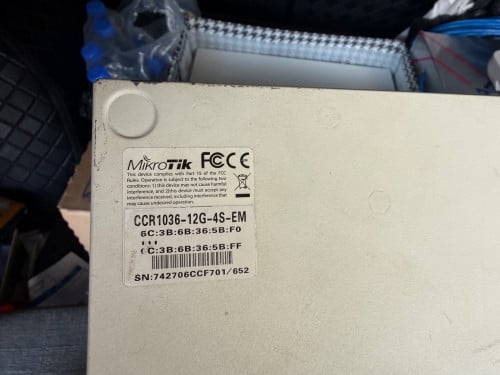 MikroTik FC CE
This device complies with Part 15 of the FCC
Rules. Operation is subject to the following two
conditions: 1) this device may not cause harmful
interference, and 2)this device must accept any
interference received, including interference that
may cause undesired operation.
CCR1036-12G-4S-EM
6C:3B:6B:36:5B:F0
...
C:3B:6B:36:5B:FF
SN:742706CCF701/652